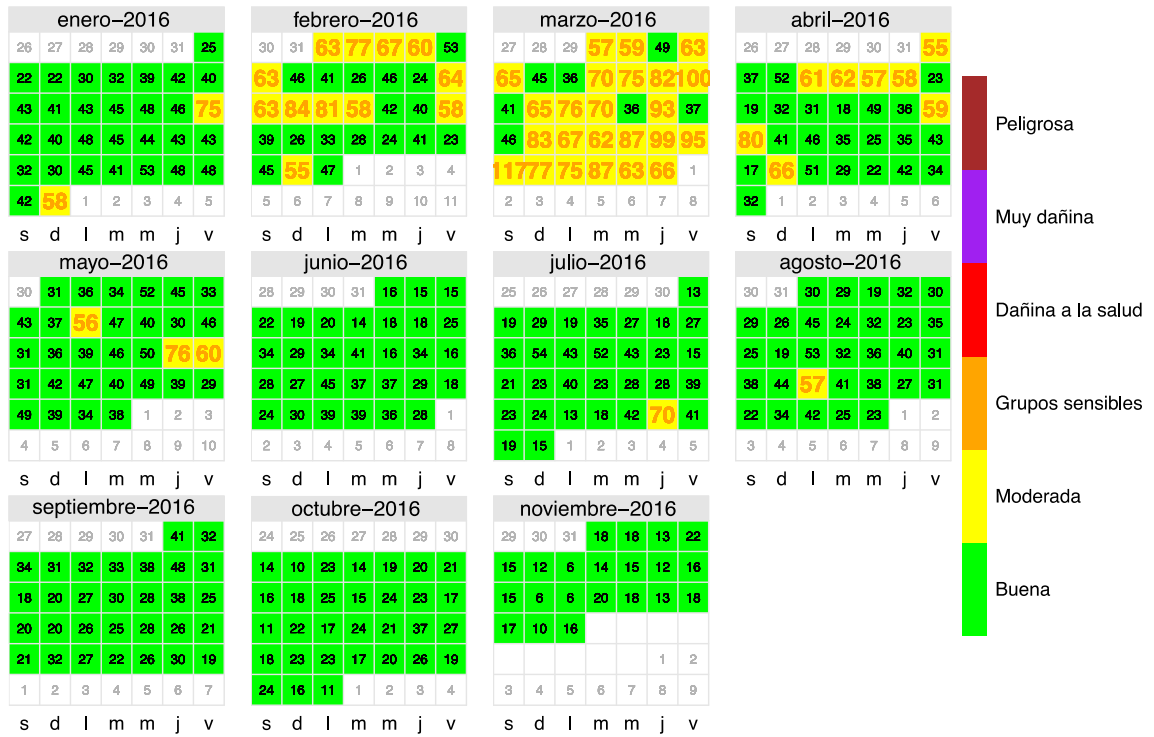 enero−2016
26 27 28 29 30 31 25
22 22 30 32 39 42 40
43 41 43 45 48 46 75
42 40 48 45 44 43 43
32 30 45 41 53 48 48
42 58 1 2 3 4 5
s d l m m j v
febrero−2016
30 31 63 77 67 60 53
63 46 41 26 46 24 64
63 84 81 58 42 40 58
39 26 33 28 24 41 23
45 55 47 1 2 3 4
5 6 7 8 9 10 11
s d l m m j v
marzo−2016
27 28 29 57 59 49 63
65 45 36 70 75 82 100
41 65 76 70 36 93 37
46 83 67 62 87 99 95
117 77 75 87 63 66 1
2 3 4 5 6 7 8
s d l m m j v
abril−2016
26 27 28 29 30 31 55
37 52 61 62 57 58 23
19 32 31 18 49 36 59
80 41 46 35 25 35 43
17 66 51 29 22 42 34
32 1 2 3 4 5 6
s d l m m j v
mayo−2016
30 31 36 34 52 45 33
43 37 56 47 40 30 46
31 36 39 46 50 76 60
31 42 47 40 49 39 29
49 39 34 38 1 2 3
4 5 6 7 8 9 10
s d l m m j v
junio−2016
28 29 30 31 16 15 15
22 19 20 14 18 18 25
34 29 34 41 16 34 16
28 27 45 37 37 29 18
24 30 39 39 36 28 1
2 3 4 5 6 7 8
s d l m m j v
julio−2016
25 26 27 28 29 30 13
19 29 19 35 27 18 27
36 54 43 52 43 23 15
21 23 40 23 28 28 39
23 24 13 18 42 70 41
19 15 1 2 3 4 5
s d l m m j v
agosto−2016
30 31 30 29 19 32 30
29 26 45 24 32 23 35
25 19 53 32 36 40 31
38 44 57 41 38 27 31
22 34 42 25 23 1 2
3 4 5 6 7 8 9
s d l m m j v
septiembre−2016
27 28 29 30 31 41 32
34 31 32 33 38 48 31
18 20 27 30 28 38 25
20 20 26 25 28 26 21
21 32 27 22 26 30 19
1 2 3 4 5 6 7
s d l m m j v
octubre−2016
24 25 26 27 28 29 30
14 10 23 14 19 20 21
16 18 25 15 24 23 17
11 22 17 24 21 37 27
18 23 23 17 20 26 19
24 16 11 1 2 3 4
s d l m m j v
noviembre−2016
29 30 31 18 18 13 22
15 12 6 14 15 12 16
15 6 6 20 18 13 18
17 10 16
1 2
3 4 5 6 7 8 9
s d l m m j v
Peligrosa
Muy dañina
Dañina a la salud
Grupos sensibles
Moderada
Buena